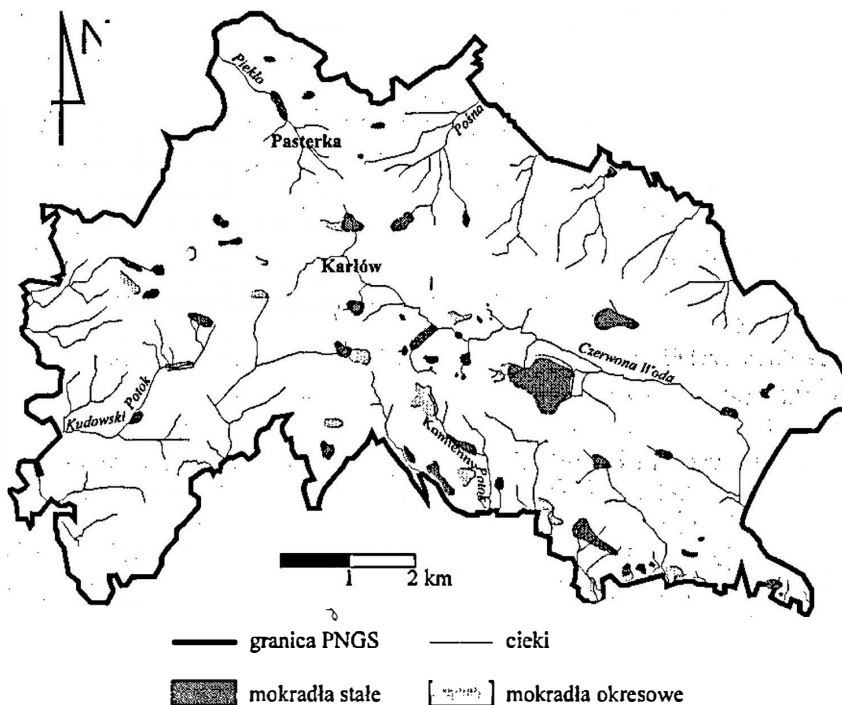 N
Piekło
Pośna
Pasterka
Karłów
Czerwona Woda
Kudowski Potok
Kamienny Potok
1 2 km
granica PNGS cieki
mokradła stałe mokradła okresowe